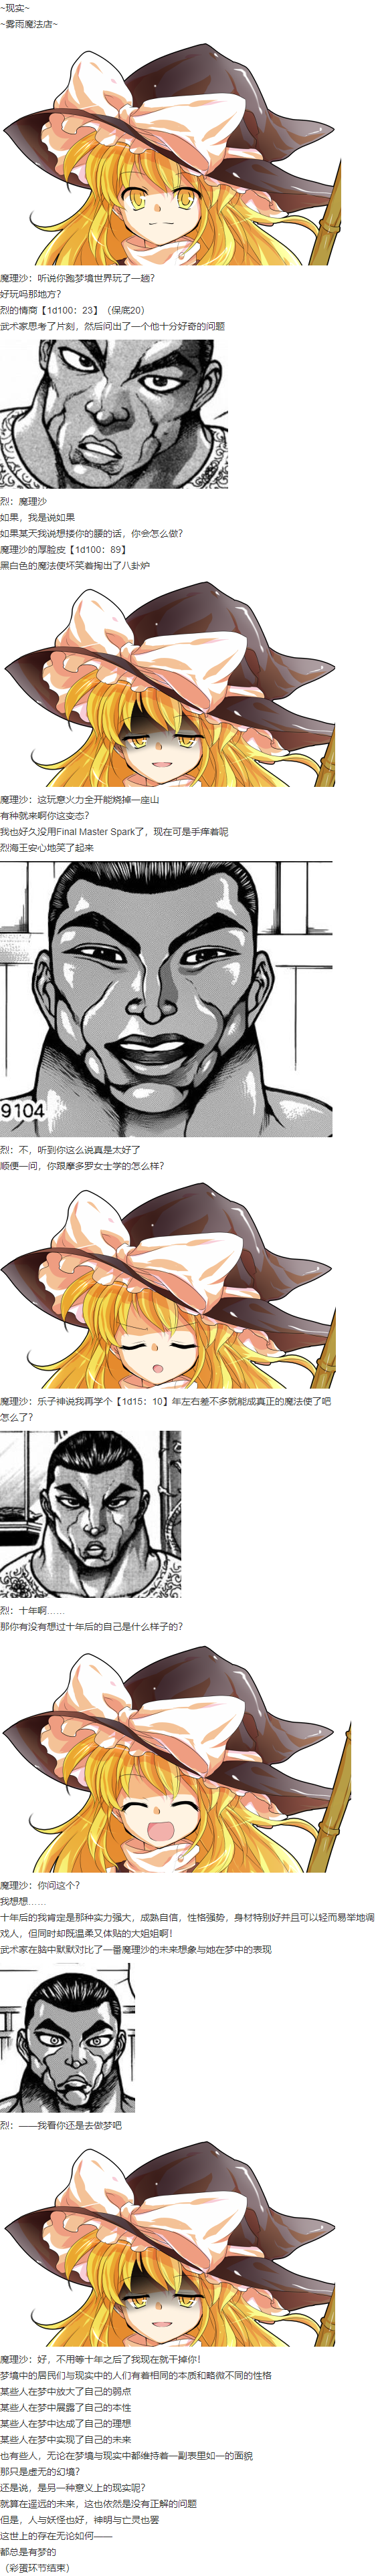 ~现实~
~雾雨魔法店~
魔理沙：听说你跑梦境世界玩了一趟？
好玩吗那地方？
烈的情商【1d100：23】（保底20）
武术家思考了片刻，然后问出了一个他十分好奇的问题
烈：魔理沙
如果，我是说如果
如果某天我说想搂你的腰的话，你会怎么做？
魔理沙的厚脸皮【1d100：89】
黑白色的魔法使坏笑着掏出了八卦炉
魔理沙：这玩意火力全开能烧掉一座山
有种就来啊你这变态？
我也好久没用Final Master Spark了，现在可是手痒着呢
烈海王安心地笑了起来
9104
烈：不，听到你这么说真是太好了
顺便一问，你跟摩多罗女士学的怎么样？
魔理沙：乐子神说我再学个【1d15：10】年左右差不多就能成真正的魔法使了吧
怎么了？
烈：十年啊……
那你有没有想过十年后的自己是什么样子的？
魔理沙：你问这个？
我想想……
十年后的我肯定是那种实力强大，成熟自信，性格强势，身材特别好并且可以轻而易举地调
戏人，但同时却既温柔又体贴的大姐姐啊！
武术家在脑中默默对比了一番魔理沙的未来想象与她在梦中的表现
烈：——我看你还是去做梦吧
魔理沙：好，不用等十年之后了我现在就干掉你！
梦境中的居民们与现实中的人们有着相同的本质和略微不同的性格
某些人在梦中放大了自己的弱点
某些人在梦中展露了自己的本性
某些人在梦中达成了自己的理想
某些人在梦中实现了自己的未来
也有些人，无论在梦境与现实中都维持着一副表里如一的面貌
那只是虚无的幻境？
还是说，是另一种意义上的现实呢？
就算在遥远的未来，这也依然是没有正解的问题
但是，人与妖怪也好，神明与亡灵也罢
这世上的存在无论如何——
都总是有梦的
（彩蛋环节结束）